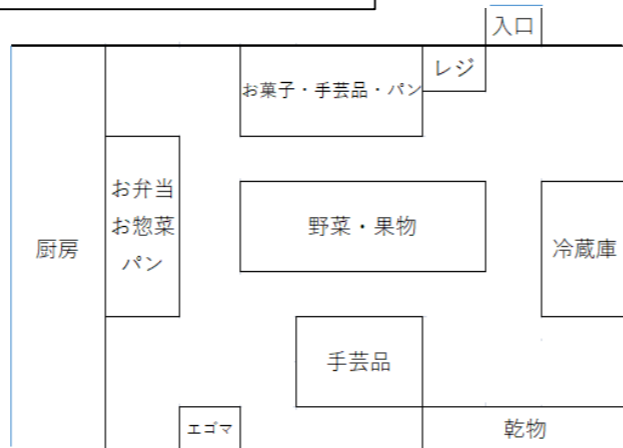 入口
レジ
お菓子・手芸品・パン
お弁当
お惣菜
パン
野菜・果物
冷蔵庫
厨房
手芸品
エゴマ
乾物